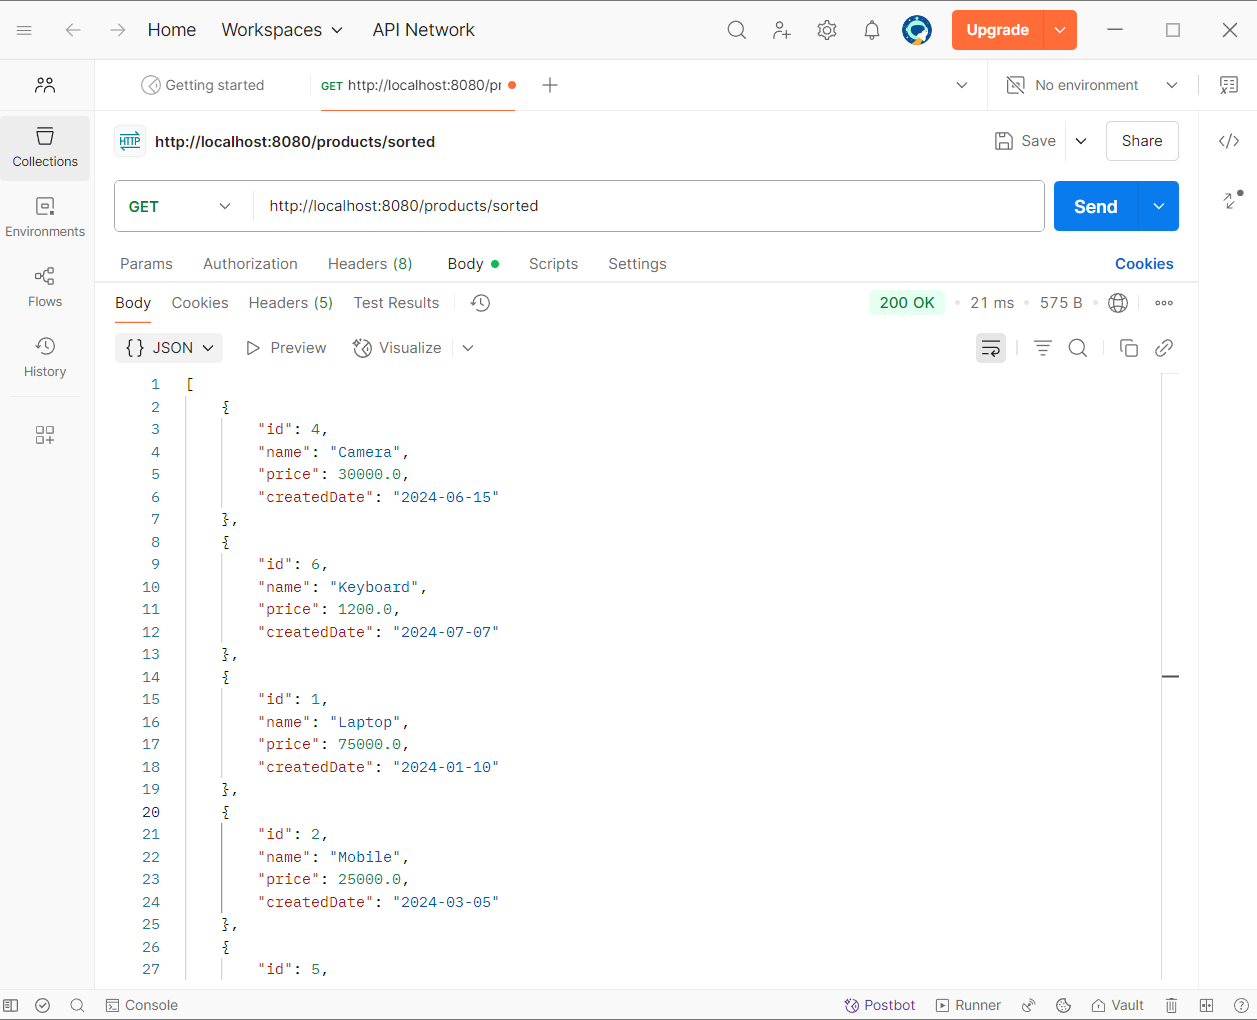 Home Workspaces API Network Upgrade
Getting started GET http://localhost:8080/pr No environment
HTTP http://localhost:8080/products/sorted Save Share
Collections
GET http://localhost:8080/products/sorted Send
Environments
Params Authorization Headers (8) Body Scripts Settings Cookies
Flows
Body Cookies Headers (5) Test Results 200 OK 21 ms 575 B
{} JSON Preview Visualize
History
1 [
2 {
3 "id": 4,
4 "name": "Camera",
5 "price": 30000.0,
6 "createdDate": "2024-06-15"
7 },
8 {
9 "id": 6,
10 "name": "Keyboard",
11 "price": 1200.0,
12 "createdDate": "2024-07-07"
13 },
14 {
15 "id": 1,
16 "name": "Laptop",
17 "price": 75000.0,
18 "createdDate": "2024-01-10"
19 },
20 {
21 "id": 2,
22 "name": "Mobile",
23 "price": 25000.0,
24 "createdDate": "2024-03-05"
25 },
26 {
27 "id": 5,
Console Postbot Runner Vault